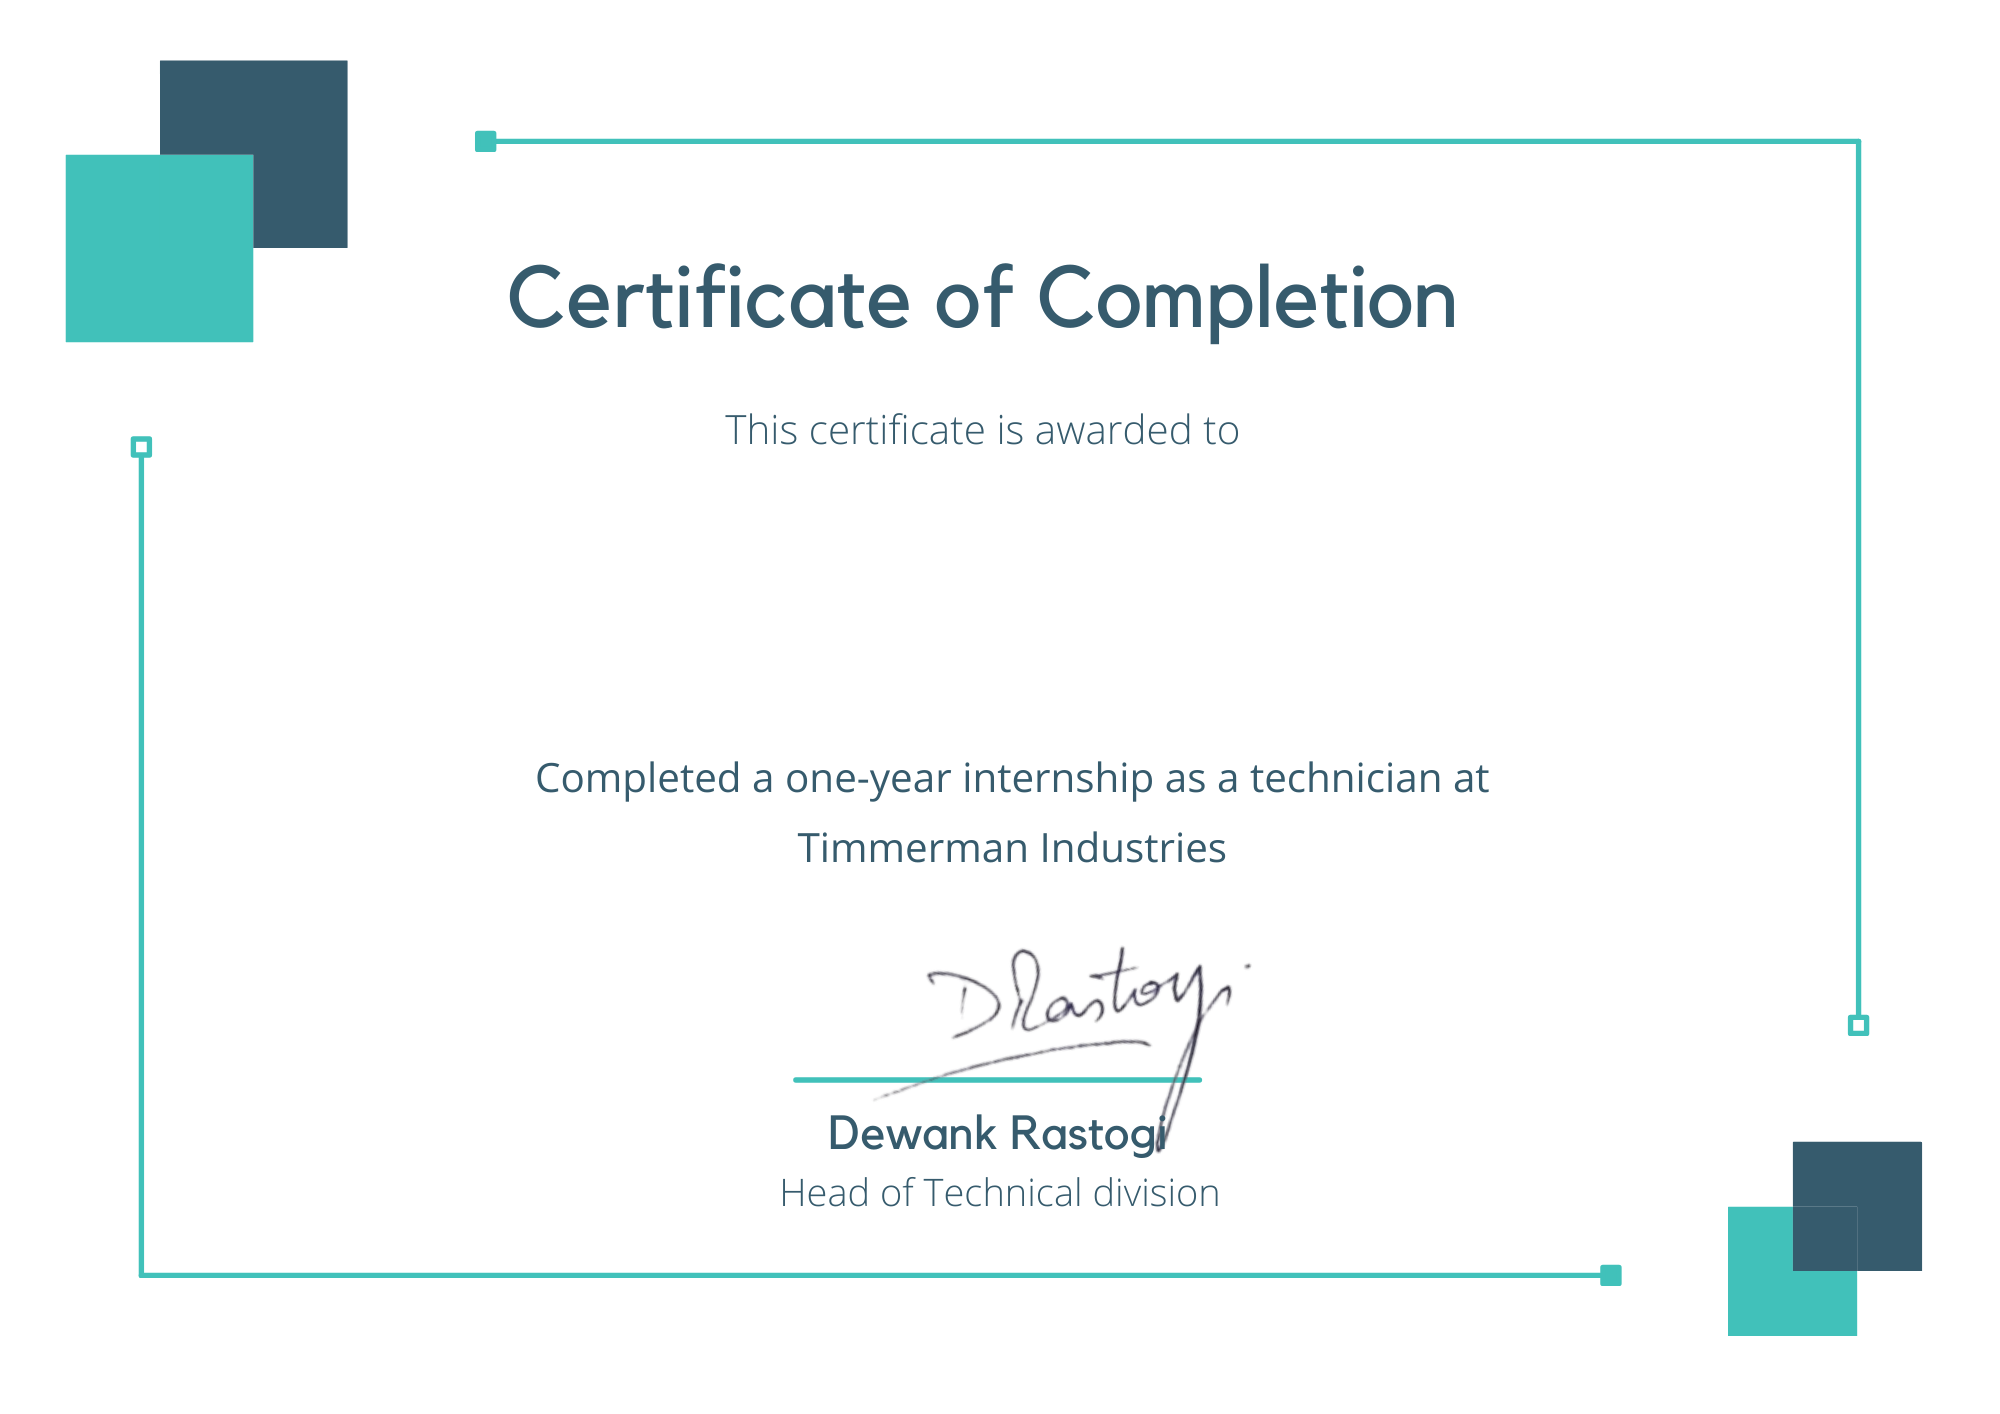 Certificate of Completion
This certificate is awarded to
Completed a one-year internship as a technician at
Timmerman Industries
DRastogi
Dewank Rastogi
Head of Technical division